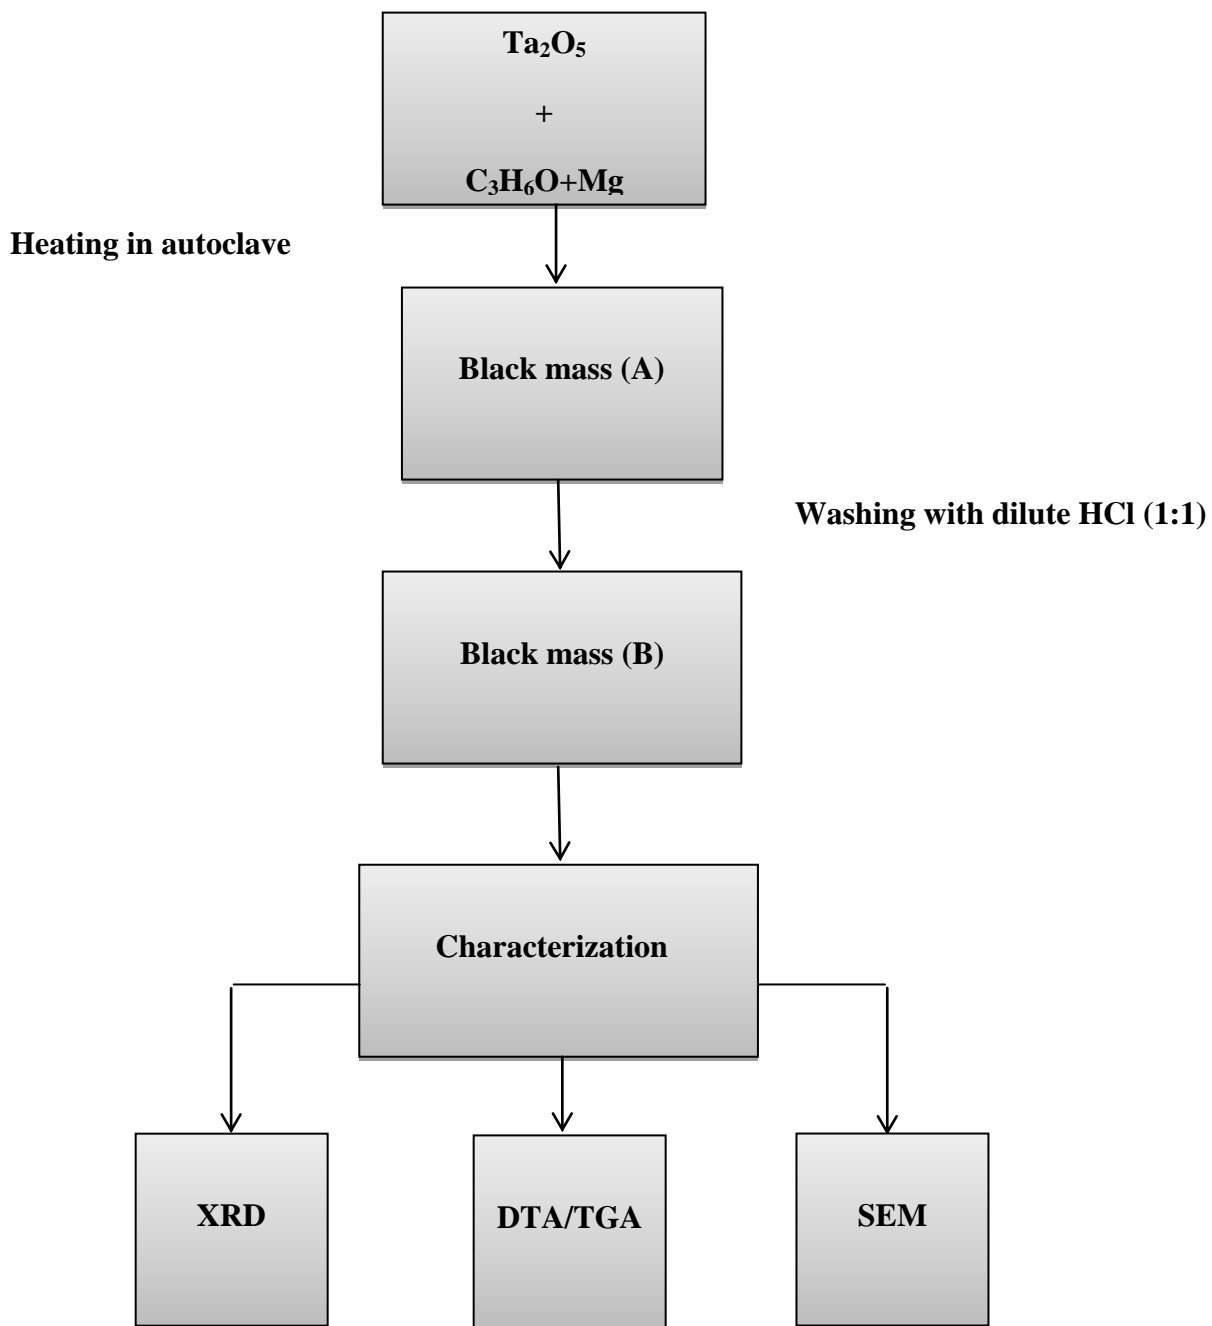 Ta₂O₅
+
C₃H₆O+Mg
Heating in autoclave
Black mass (A)
Washing with dilute HCl (1:1)
Black mass (B)
Characterization
XRD
DTA/TGA
SEM